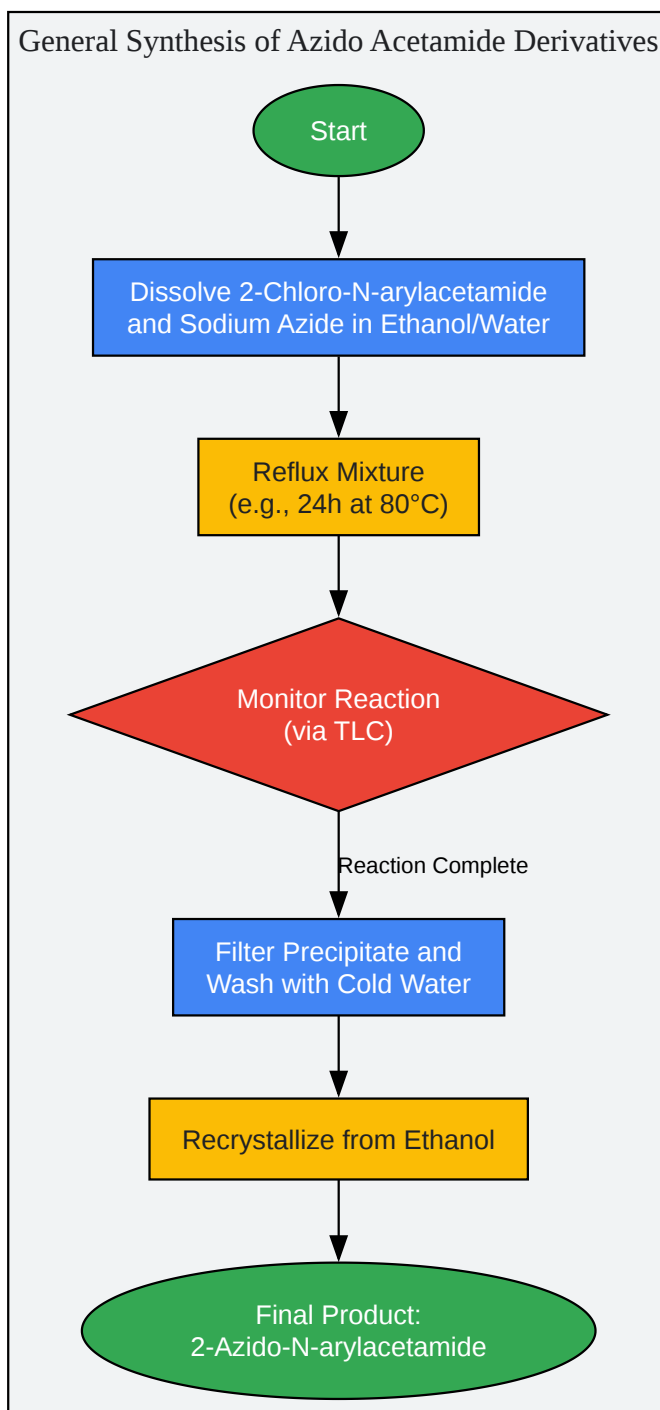 General Synthesis of Azido Acetamide Derivatives
Start
Dissolve 2-Chloro-N-arylacetamide
and Sodium Azide in Ethanol/Water
Reflux Mixture
(e.g., 24h at 80°C)
Monitor Reaction
(via TLC)
Reaction Complete
Filter Precipitate and
Wash with Cold Water
Recrystallize from Ethanol
Final Product:
2-Azido-N-arylacetamide